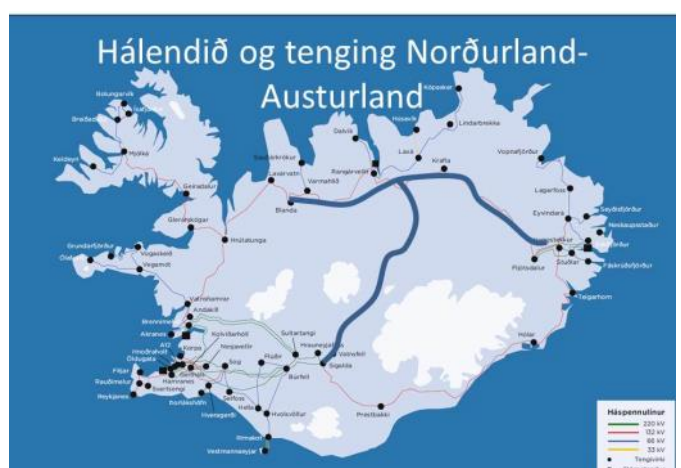 Hálendið og tenging Norðurland-
Austurland
Bolungarvík
Ísafjörður
Breiðadalur
Mjólká
Keldeyri
Geiradalur
Glerárskógar
Hrútatunga
Laxárvatn
Varmahlíð
Blanda
Dalvík
Rangárvellir
Húsavík
Kópasker
Lindarbrekka
Laxá
Krafla
Vopnafjörður
Lagarfoss
Eyvindará
Seyðisfjörður
Neskaupstaður
Stuðlar
Fáskrúðsfjörður
Fljótsdalur
Teigarhorn
Hólar
Prestbakki
Grundarfjörður
Vogaskeið
Vegamót
Vatnshamrar
Andakíll
Brennimelur
Akranes
Korpa
Kolviðarhóll
Nesjavellir
A12
Hnoðraholt
Öldugata
Fitjar
Rauðimelur
Reykjanes
Svartsengi
Hamranes
Þorlákshöfn
Hveragerði
Sog
Selfoss
Flúðir
Hella
Hvolsvöllur
Rimakot
Vestmannaeyjar
Búrfell
Sultartangi
Hrauneyjafoss
Vatnsfell
Sigalda
Háspennulínur
220 kV
132 kV
66 kV
33 kV
Tengivirki